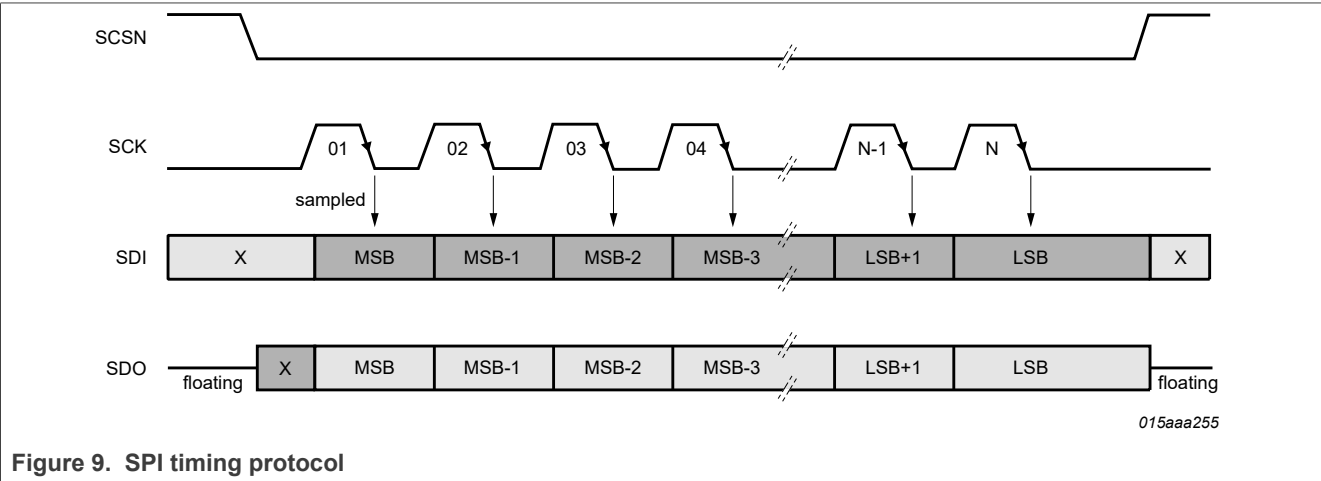 SCSN
SCK 01 02 03 04 N-1 N
sampled
SDI X MSB MSB-1 MSB-2 MSB-3 LSB+1 LSB X
SDO X MSB MSB-1 MSB-2 MSB-3 LSB+1 LSB
floating floating
015aaa255
Figure 9. SPI timing protocol